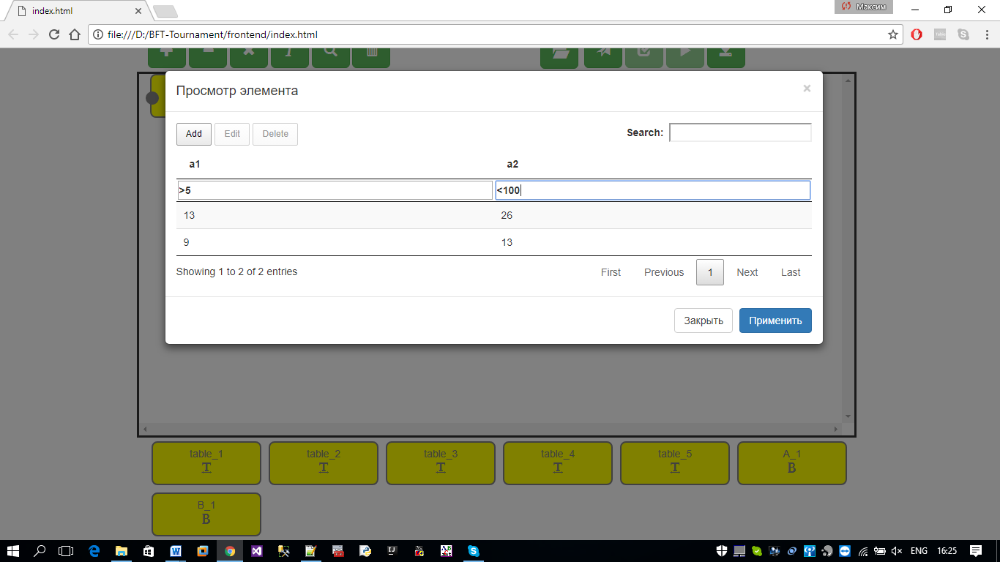 index.html
Максим
file:///D:/BFT-Tournament/frontend/index.html
Просмотр элемента
×
Add Edit Delete
Search:
a1 a2
>5 <100
13 26
9 13
Showing 1 to 2 of 2 entries
First Previous 1 Next Last
Закрыть Применить
table_1 table_2 table_3 table_4 table_5 A_1
T T T T T B
B_1
B
ENG 16:25